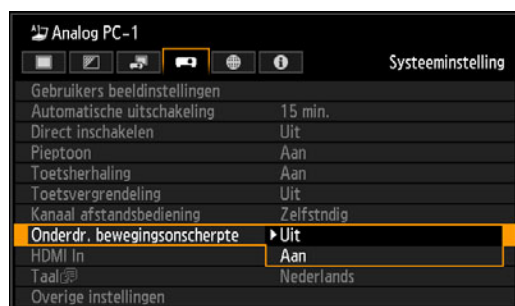 Analog PC-1
Systeeminstelling
Gebruikers beeldinstellingen
Automatische uitschakeling 15 min.
Direct inschakelen Uit
Pieptoon Aan
Toetsherhaling Aan
Toetsvergrendeling Uit
Kanaal afstandsbediening Zelfstndig
Onderdr. bewegingsonscherpte Uit
HDMI In Aan
Taal Nederlands
Overige instellingen